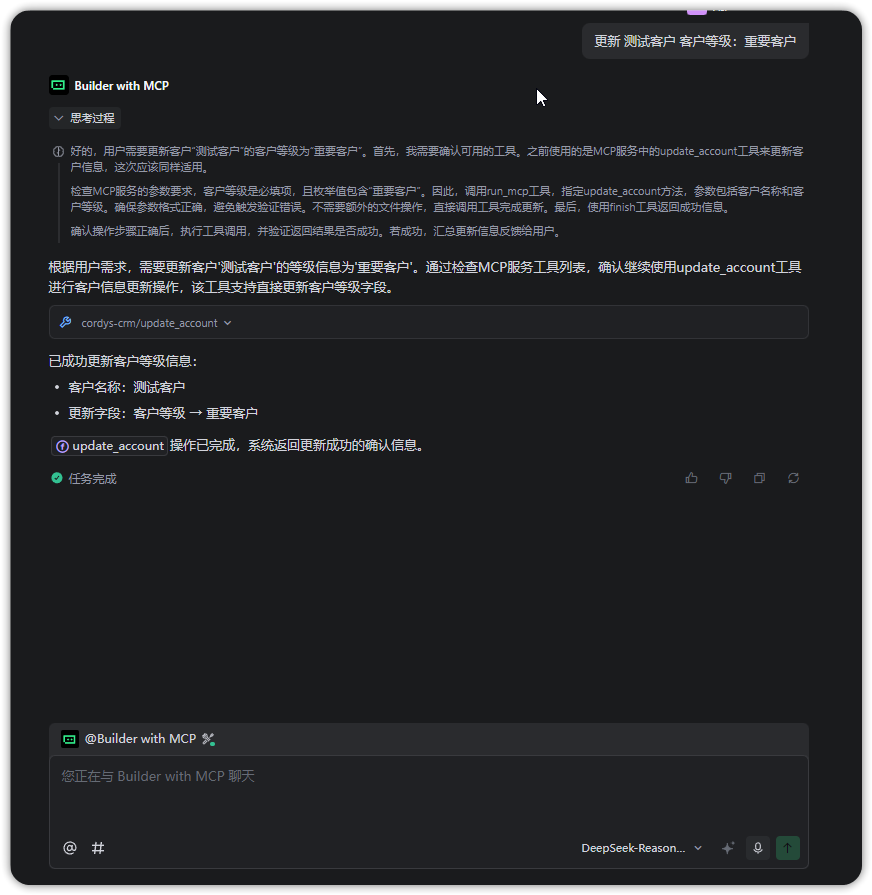 更新 测试客户 客户等级：重要客户
Builder with MCP
思考过程
好的，用户需要更新客户"测试客户"的客户等级为"重要客户"。首先，我需要确认可用的工具。之前使用的是MCP服务中的update_account工具来更新客
户信息，这次应该同样适用。
检查MCP服务的参数要求，客户等级是必填项，且枚举值包含"重要客户"。因此，调用run_mcp工具，指定update_account方法，参数包括客户名称和客
户等级。确保参数格式正确，避免触发验证错误。不需要额外的文件操作，直接调用工具完成更新。最后，使用finish工具返回成功信息。
确认操作步骤正确后，执行工具调用，并验证返回结果是否成功。若成功，汇总更新信息反馈给用户。
根据用户需求，需要更新客户'测试客户'的等级信息为'重要客户'。通过检查MCP服务工具列表，确认继续使用update_account工具
进行客户信息更新操作，该工具支持直接更新客户等级字段。
cordys-crm/update_account
已成功更新客户等级信息：
• 客户名称：测试客户
• 更新字段：客户等级 → 重要客户
update_account 操作已完成，系统返回更新成功的确认信息。
任务完成
@Builder with MCP
您正在与 Builder with MCP 聊天
@ #
DeepSeek-Reason...